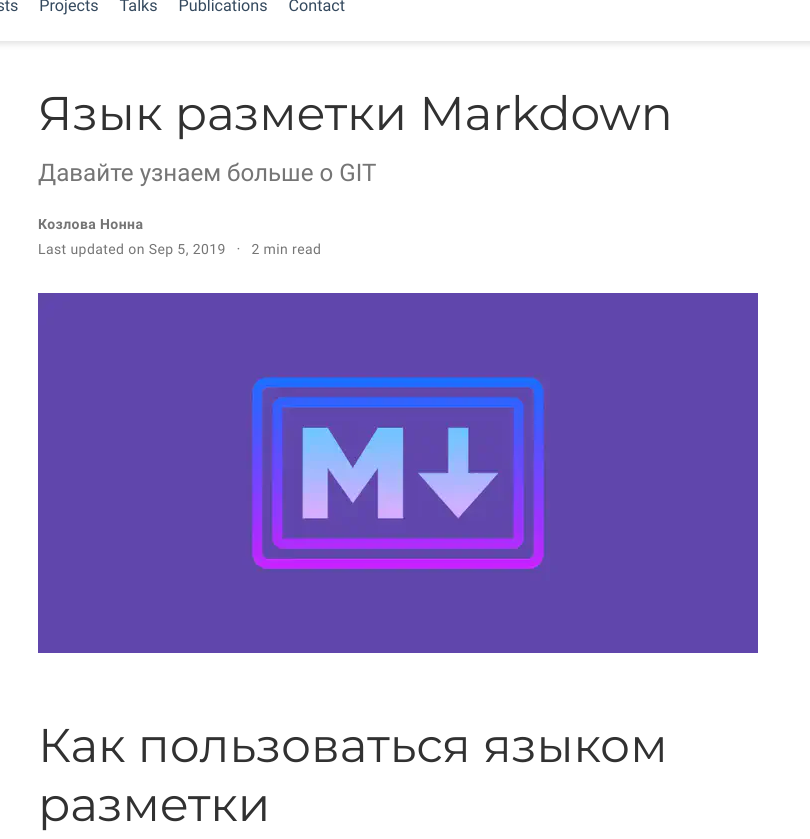 sts Projects Talks Publications Contact
Язык разметки Markdown
Давайте узнаем больше о GIT
Козлова Нонна
Last updated on Sep 5, 2019 · 2 min read
M
Как пользоваться языком
разметки